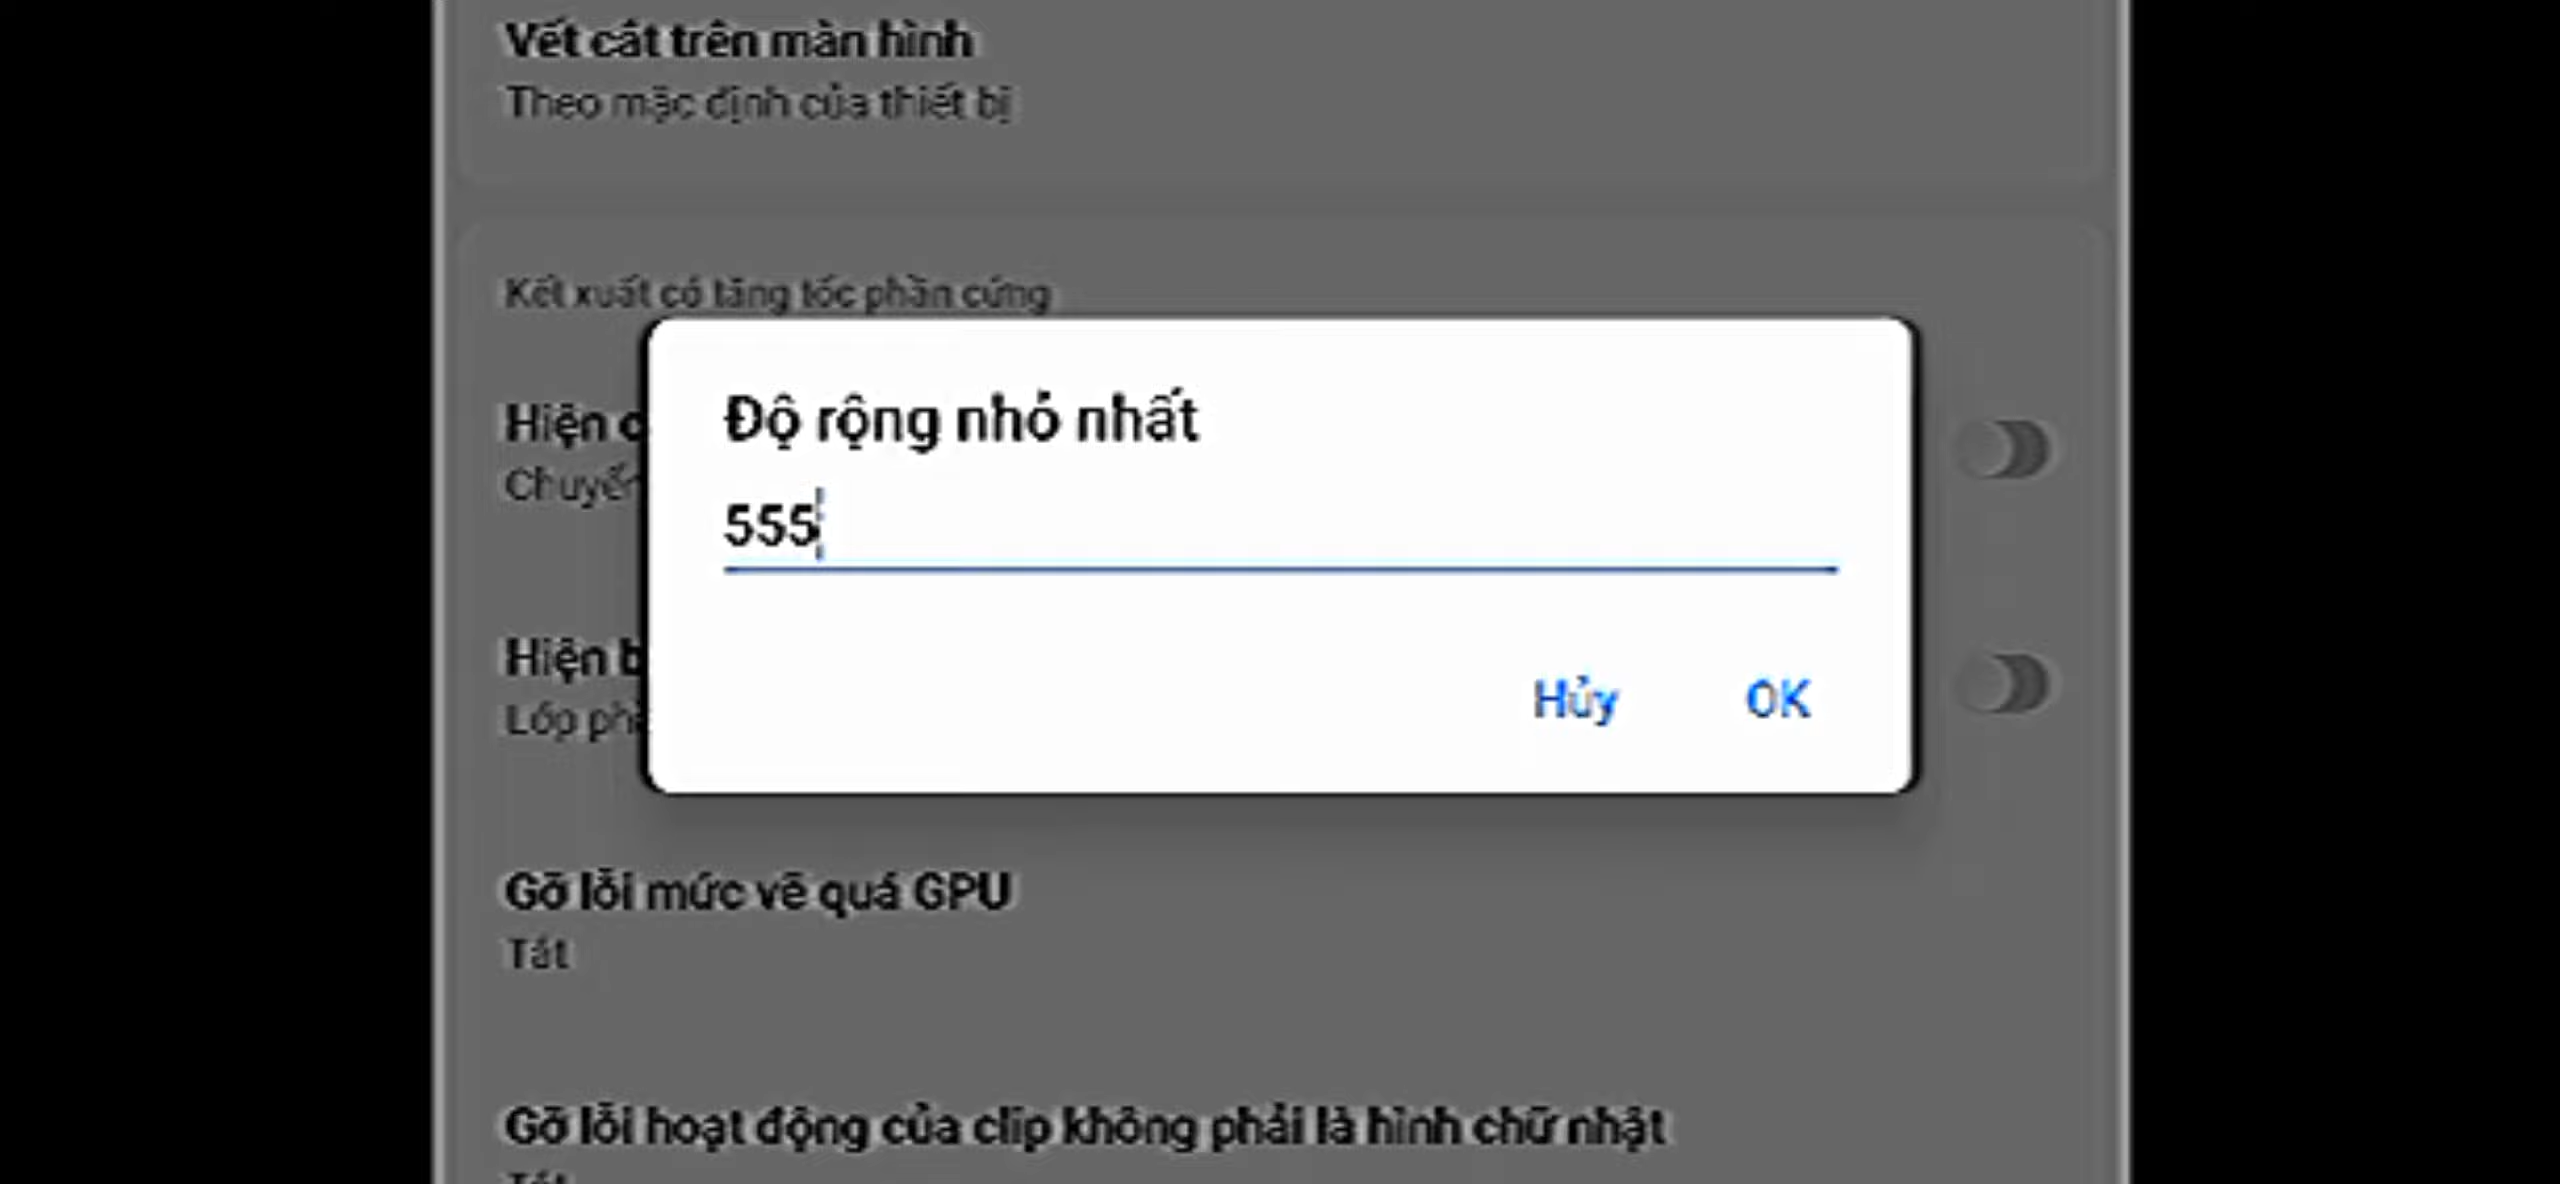 Vết cắt trên màn hình
Theo mặc định của thiết bị
Kết xuất có tăng tốc phần cứng
Độ rộng nhỏ nhất
Hiện
Chuyển
555
Hiện
Lớp
Hủy OK
Gỡ lỗi mức vẽ quá GPU
Tắt
Gỡ lỗi hoạt động của clip không phải là hình chữ nhật